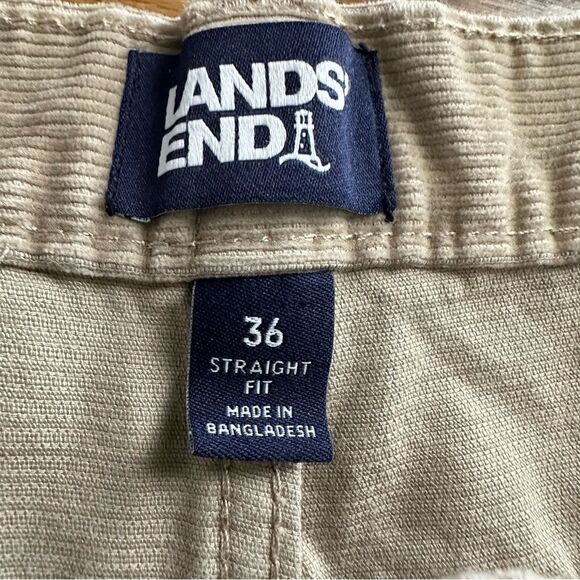 LANDS'
END
36
STRAIGHT
FIT
MADE IN
BANGLADESH